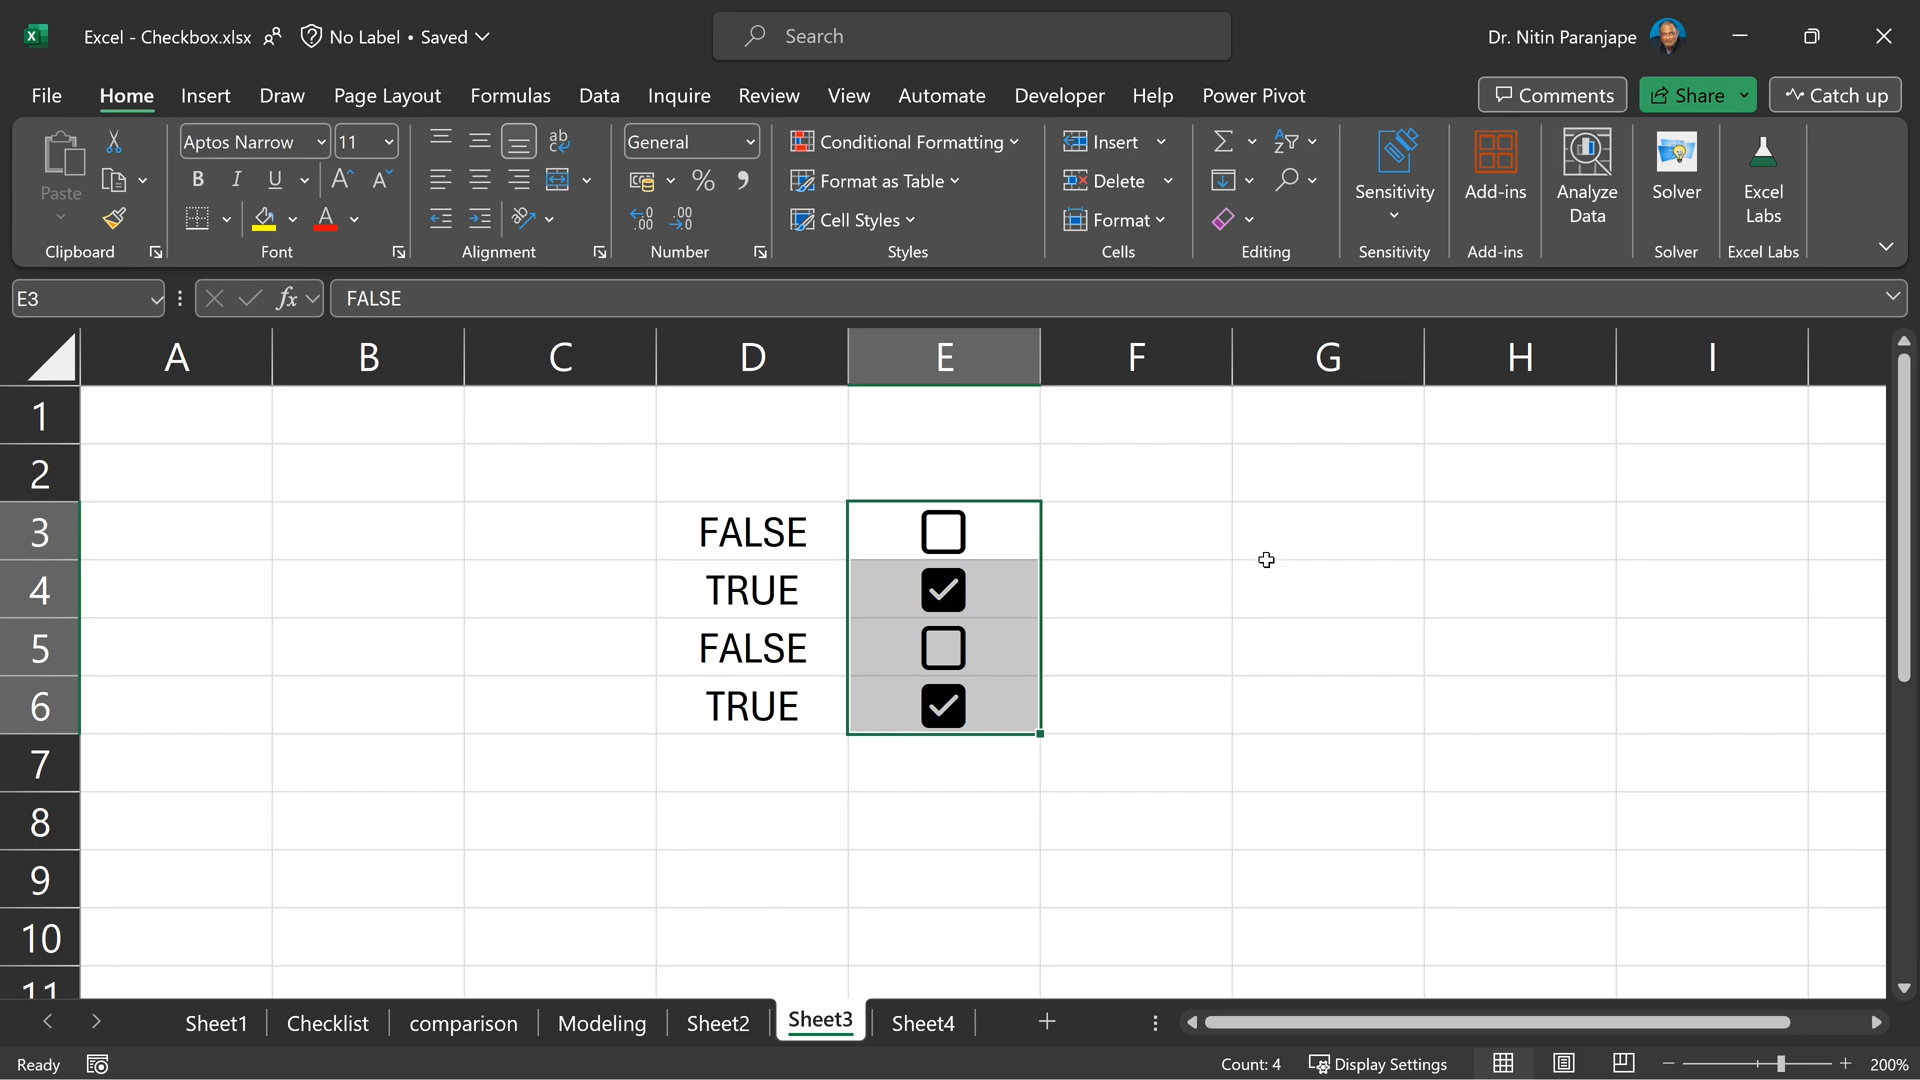 Excel - Checkbox.xlsx No Label • Saved Search Dr. Nitin Paranjape
File Home Insert Draw Page Layout Formulas Data Inquire Review View Automate Developer Help Power Pivot Comments Share Catch up
Paste
Clipboard
Aptos Narrow 11
B I U A A
A
Font
ab
Alignment
General
% 9
.00
Number
Conditional Formatting
Format as Table
Cell Styles
Styles
Insert
Delete
Format
Cells
Σ
Editing
Sensitivity
Sensitivity
Add-ins
Add-ins
Analyze
Data
Solver
Solver
Excel
Labs
Excel Labs
E3 fx FALSE
A B C D E F G H I
1
2
3 FALSE
4 TRUE
5 FALSE
6 TRUE
7
8
9
10
11
Sheet1 Checklist comparison Modeling Sheet2 Sheet3 Sheet4
Ready Count: 4 Display Settings 200%